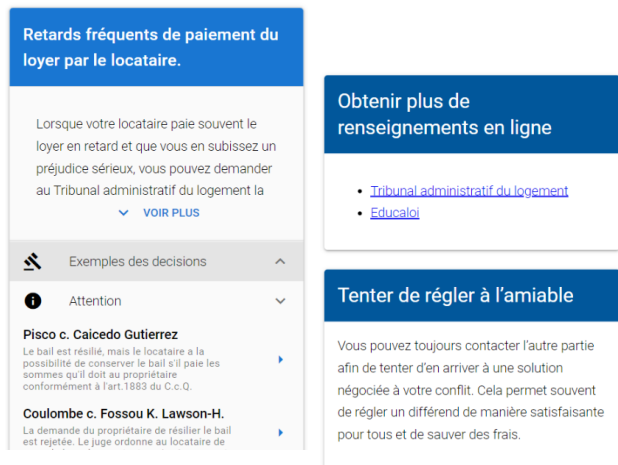 Retards fréquents de paiement du
loyer par le locataire.
Lorsque votre locataire paie souvent le
loyer en retard et que vous en subissez un
préjudice sérieux, vous pouvez demander
au Tribunal administratif du logement la
VOIR PLUS
Exemples des decisions
Attention
Pisco c. Caicedo Gutierrez
Le bail est résilié, mais le locataire a la
possibilité de conserver le bail s'il paie les
sommes qu'il doit au propriétaire
conformément à l'art.1883 du C.c.Q.
Coulombe c. Fossou K. Lawson-H.
La demande du propriétaire de résilier le bail
est rejetée. Le juge ordonne au locataire de
Obtenir plus de
renseignements en ligne
Tribunal administratif du logement
Educaloi
Tenter de régler à l'amiable
Vous pouvez toujours contacter l'autre partie
afin de tenter d'en arriver à une solution
négociée à votre conflit. Cela permet souvent
de régler un différend de manière satisfaisante
pour tous et de sauver des frais.